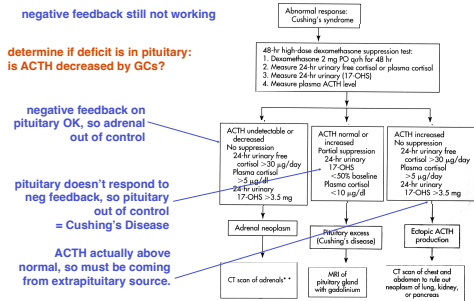 negative feedback still not working
determine if deficit is in pituitary:
is ACTH decreased by GCs?
negative feedback on
pituitary OK, so adrenal
out of control
pituitary doesn't respond to
neg feedback, so pituitary
out of control
= Cushing's Disease
ACTH actually above
normal, so must be coming
from extrapituitary source.
Abnormal response:
Cushing's syndrome
48-hr high-dose dexamethasone suppression test:
1. Dexamethasone 2 mg PO q6h for 48 hr
2. Measure 24-hr urinary free cortisol or plasma cortisol
3. Measure 24-hr urinary (17-OHS)
4. Measure plasma ACTH level
ACTH undetectable or
decreased
No suppression
24-hr urinary free
cortisol >30 μg/day
Plasma cortisol
>5 μg/dl
24-hr urinary
17-OHS >3.5 mg
ACTH normal or
increased
Partial suppression
24-hr urinary
17-OHS
<50% baseline
Plasma cortisol
<10 μg/dl
ACTH increased
No suppression
24-hr urinary free
cortisol >30 μg/day
Plasma cortisol
>5 μg/dl
24-hr urinary
17-OHS >3.5 mg
Adrenal neoplasm
Pituitary excess
(Cushing's disease)
Ectopic ACTH
production
CT scan of adrenals**
MRI of
pituitary gland
with gadolinium
CT scan of chest and
abdomen to rule out
neoplasm of lung, kidney,
or pancreas